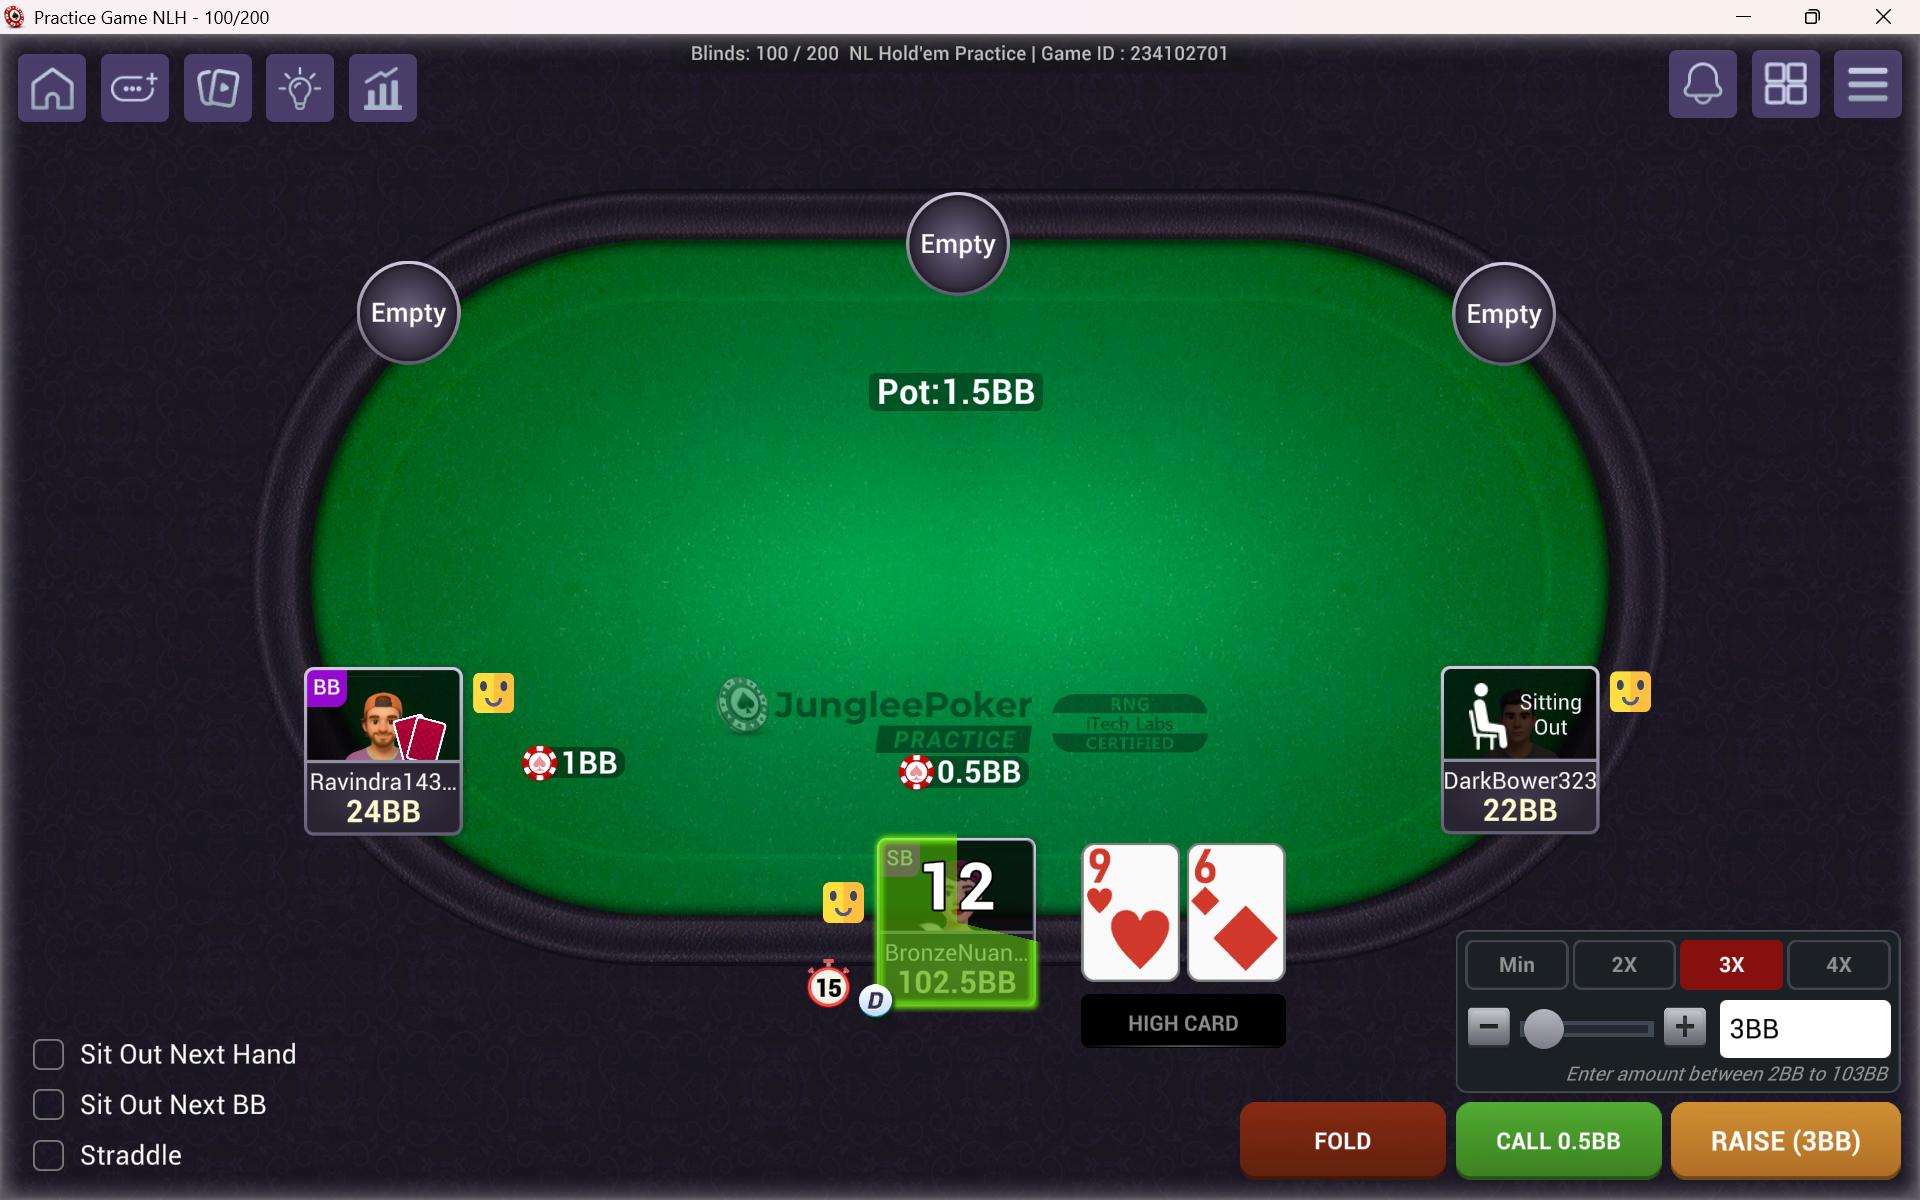 Practice Game NLH - 100/200
Blinds: 100 / 200 NL Hold'em Practice | Game ID : 234102701
Empty
Empty
Empty
Pot:1.5BB
BB
Ravindra143...
24BB
1BB
JungleePoker
PRACTICE
RNG
iTech Labs
CERTIFIED
0.5BB
Sitting
Out
DarkBower323
22BB
SB
12
BronzeNuan...
102.5BB
15
D
9
6
HIGH CARD
Min
2X
3X
4X
3BB
Enter amount between 2BB to 103BB
Sit Out Next Hand
Sit Out Next BB
Straddle
FOLD
CALL 0.5BB
RAISE (3BB)